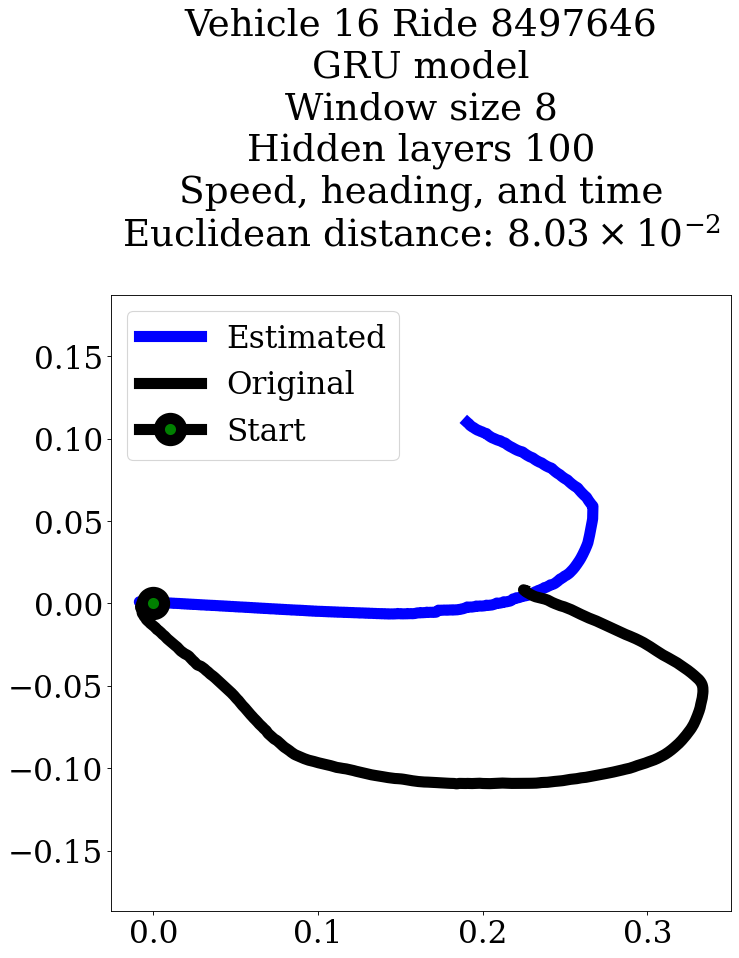 Vehicle 16 Ride 8497646
GRU model
Window size 8
Hidden layers 100
Speed, heading, and time
Euclidean distance: 8.03 × 10⁻²
Estimated
Original
Start
0.15
0.10
0.05
0.00
−0.05
−0.10
−0.15
0.0 0.1 0.2 0.3